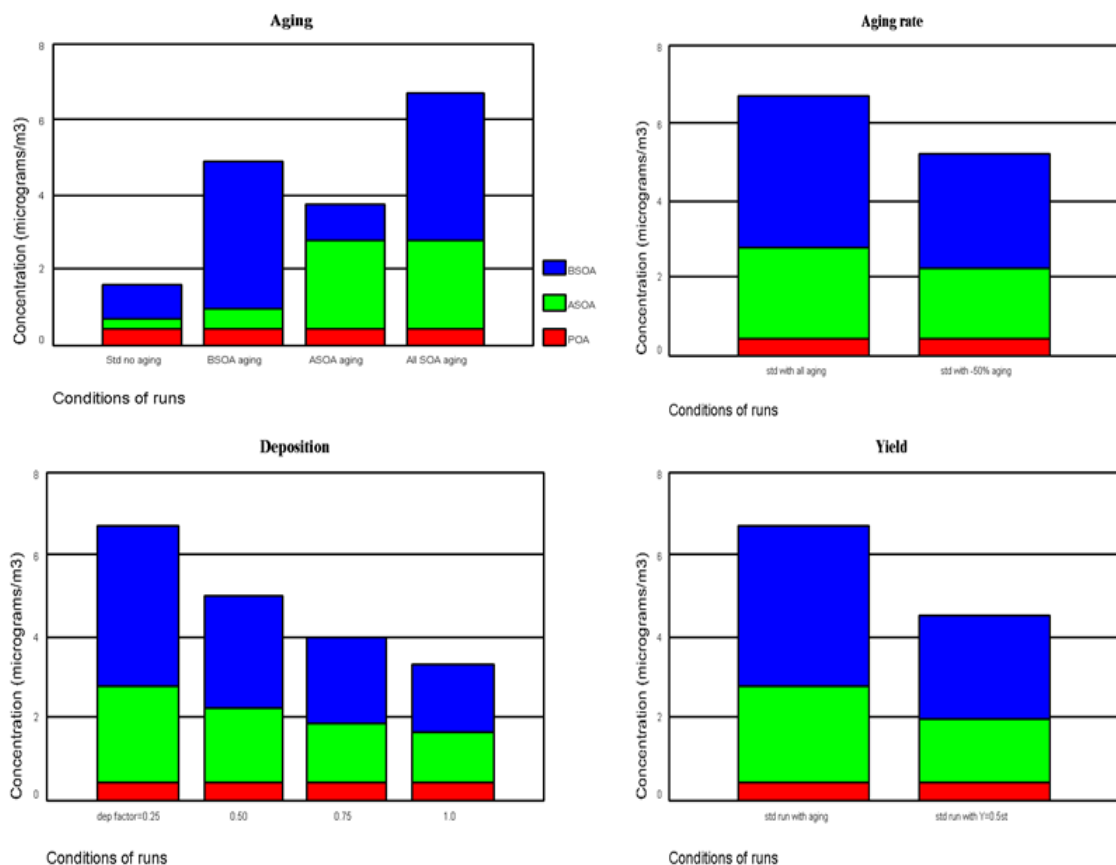 Aging
Concentration (micrograms/m3)
8
6
4
2
0
Std no aging
BSOA aging
ASOA aging
All SOA aging
BSOA
ASOA
POA
Conditions of runs
Aging rate
Concentration (micrograms/m3)
8
6
4
2
0
std with all aging
std with -50% aging
Conditions of runs
Deposition
Concentration (micrograms/m3)
8
6
4
2
0
dep factor=0.25
0.50
0.75
1.0
Conditions of runs
Yield
Concentration (micrograms/m3)
8
6
4
2
0
std run with aging
std run with Y=0.5st
Conditions of runs